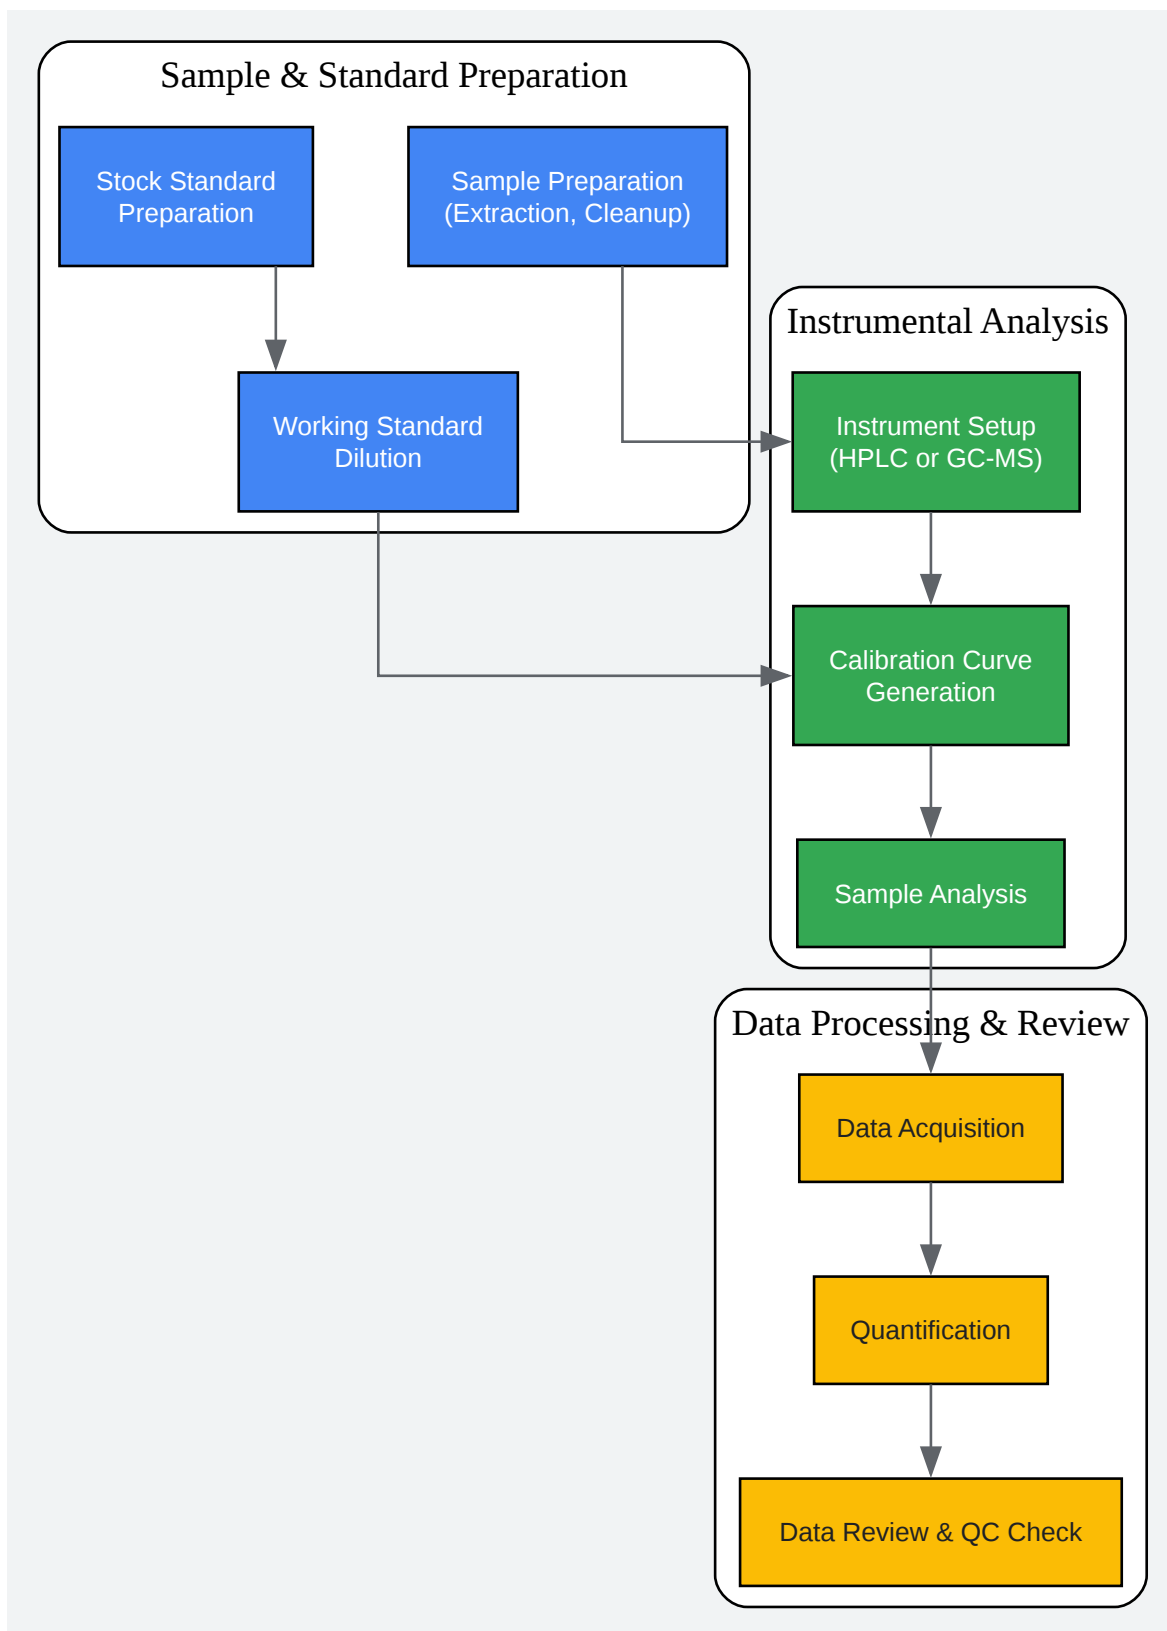 Sample & Standard Preparation
Stock Standard
Preparation
Sample Preparation
(Extraction, Cleanup)
Working Standard
Dilution
Instrumental Analysis
Instrument Setup
(HPLC or GC-MS)
Calibration Curve
Generation
Sample Analysis
Data Processing & Review
Data Acquisition
Quantification
Data Review & QC Check